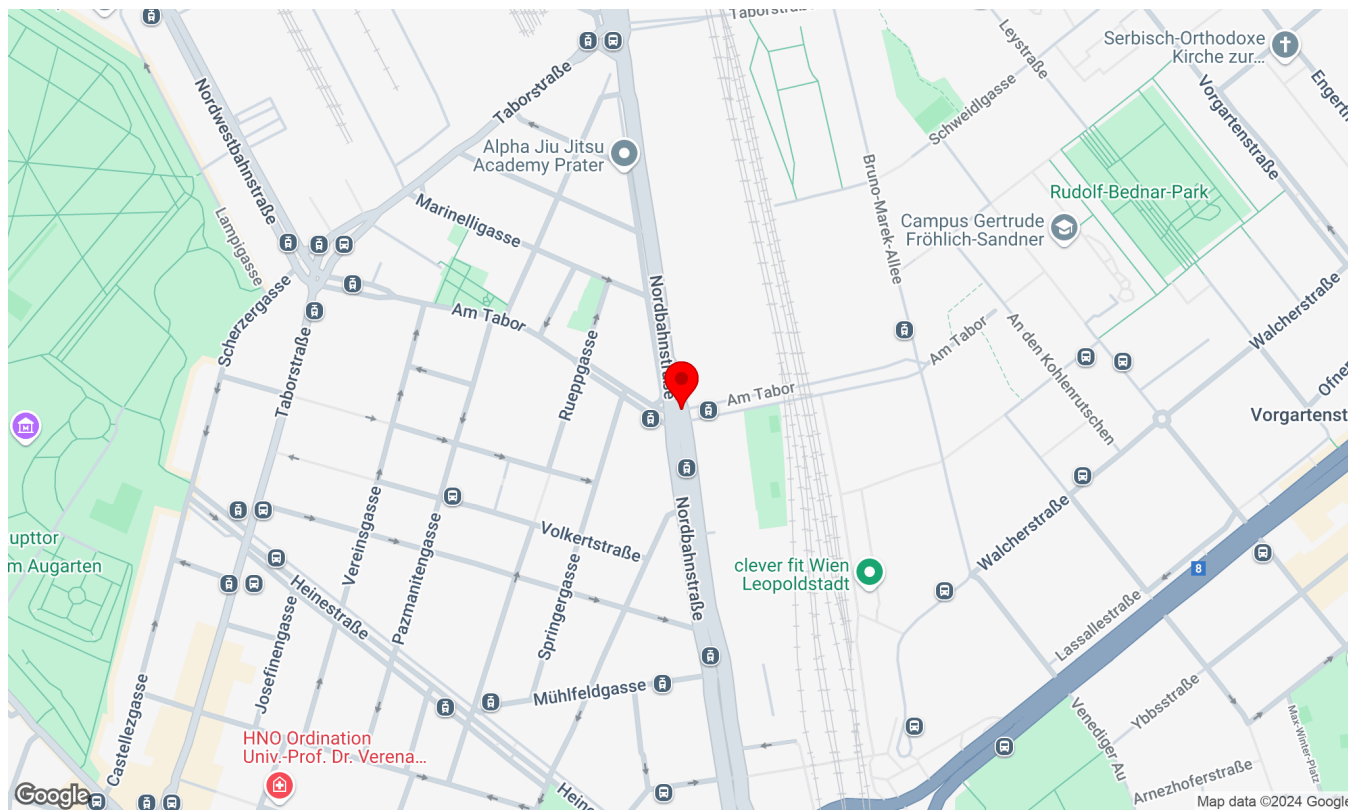 Taborstraße
Serbisch-Orthodoxe
Kirche zur...
Leystraße
Vorgartenstraße
Engerth
Nordwestbahnstraße
Taborstraße
Schweidlgasse
Alpha Jiu Jitsu
Academy Prater
Bruno-Marek-Allee
Rudolf-Bednar-Park
Marinelligasse
Lampigasse
Campus Gertrude
Fröhlich-Sandner
Scherzergasse
Nordbahnstraße
Am Tabor
Walcherstraße
Am Tabor
An den Kohlenrutschen
Taborstraße
Rueppgasse
Am Tabor
Ofne
Vorgartenst
Vereinsgasse
Pazmanitengasse
Volkertstraße
Nordbahnstraße
upttor
m Augarten
clever fit Wien
Leopoldstadt
Walcherstraße
8
Heinestraße
Josefinengasse
Springergasse
Lassallestraße
Mühlfeldgasse
Castellezgasse
Venediger Au
Ybbsstraße
Max-Winter-Platz
HNO Ordination
Univ.-Prof. Dr. Verena...
Heine
Arnezhoferstraße
Google
Map data ©2024 Google